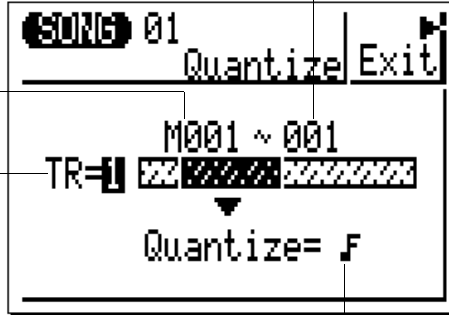 SONG 01
Quantize Exit
M001 ~ 001
TR=1
Quantize= ♪